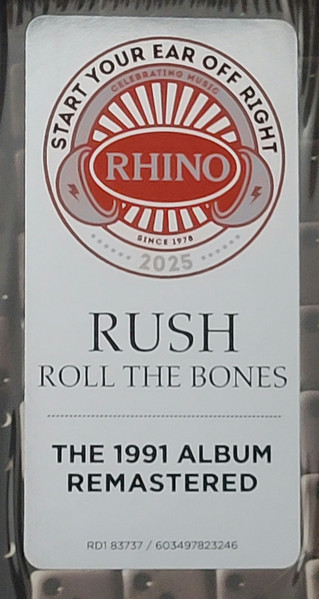 START YOUR EAR OFF RIGHT
CELEBRATING MUSIC
RHINO
SINCE 1978
2025
RUSH
ROLL THE BONES
THE 1991 ALBUM
REMASTERED
RD1 83737 / 603497823246